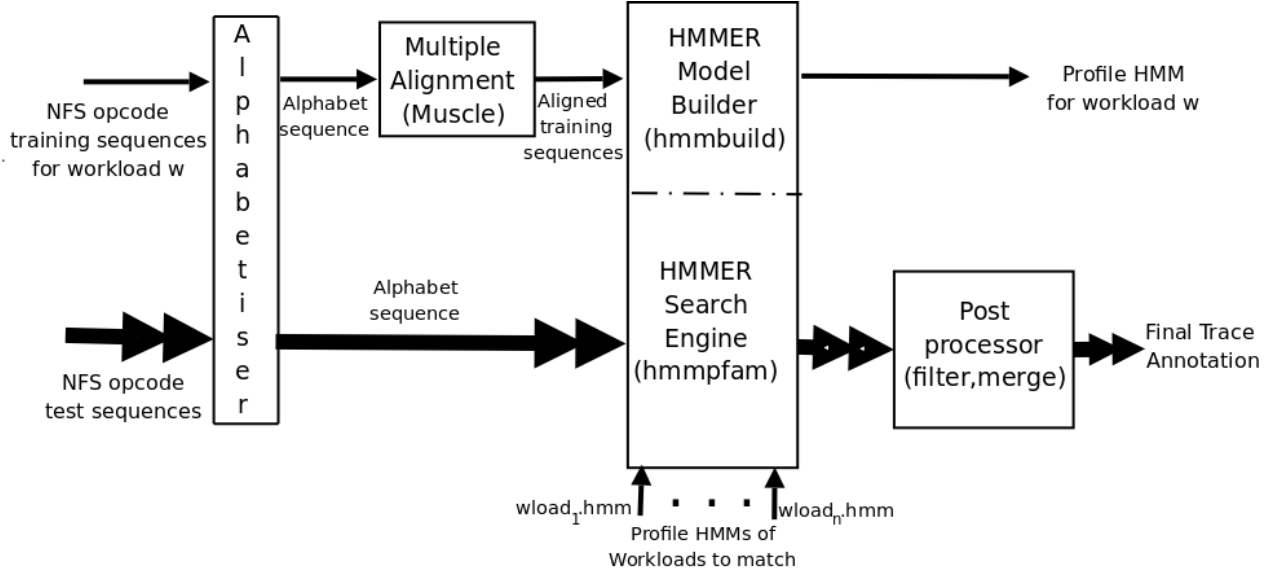 NFS opcode
training sequences
for workload w
A
l
p
h
a
b
e
t
i
s
e
r
Alphabet
sequence
Multiple
Alignment
(Muscle)
Aligned
training
sequences
HMMER
Model
Builder
(hmmbuild)
Profile HMM
for workload w
NFS opcode
test sequences
Alphabet
sequence
HMMER
Search
Engine
(hmmpfam)
Post
processor
(filter,merge)
Final Trace
Annotation
wload1.hmm . . . wloadn.hmm
Profile HMMs of
Workloads to match